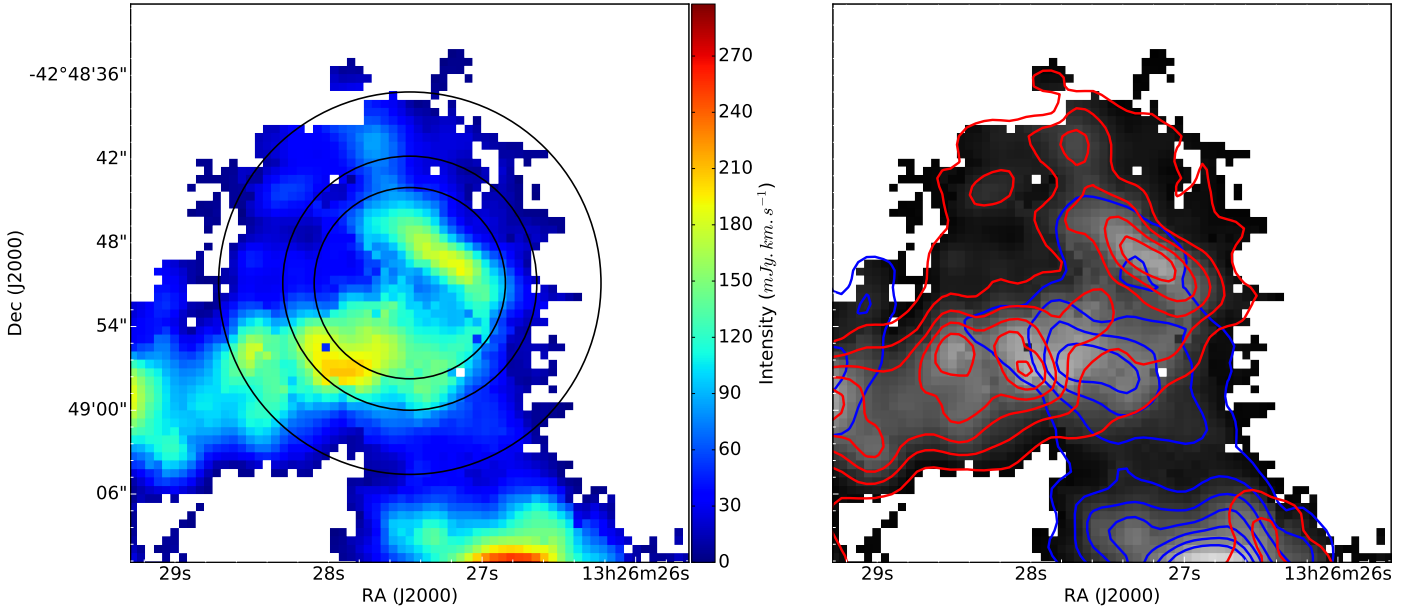 -42°48'36"
42"
48"
54"
49'00"
06"
Dec (J2000)
29s
28s
27s
13h26m26s
RA (J2000)
270
240
210
180
150
120
90
60
30
0
Intensity (mJy.km.s⁻¹)
29s
28s
27s
13h26m26s
RA (J2000)